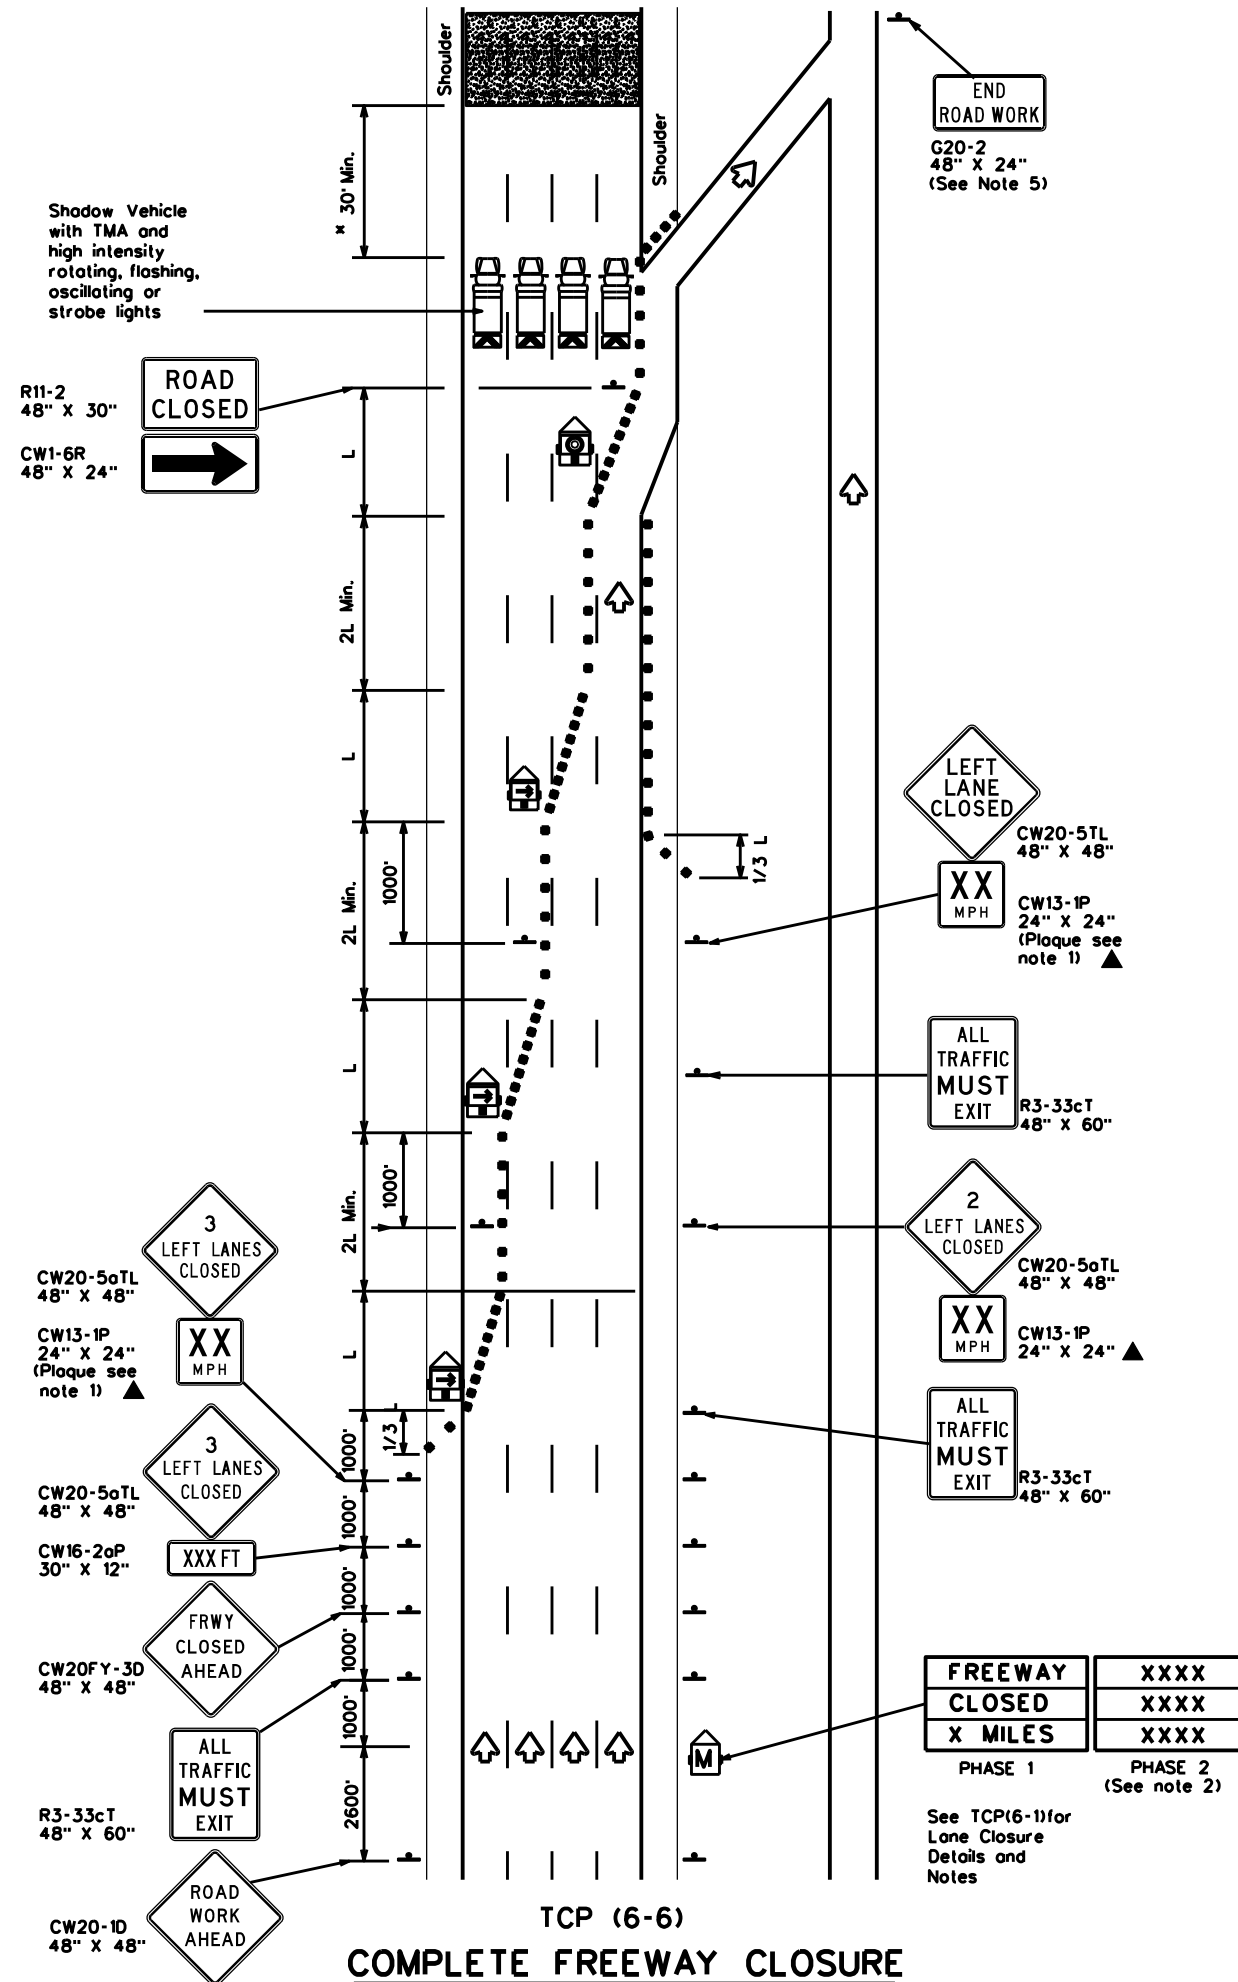 Shoulder
END
ROAD WORK
G20-2
48" X 24"
(See Note 5)
Shoulder
× 30' Min.
Shadow Vehicle
with TMA and
high intensity
rotating, flashing,
oscillating or
strobe lights
ROAD
CLOSED
R11-2
48" X 30"
CW1-6R
48" X 24"
L
2L Min.
L
LEFT
LANE
CLOSED
CW20-5TL
48" X 48"
XX
MPH
CW13-1P
24" X 24"
(Plaque see
note 1)
1/3 L
1000'
2L Min.
ALL
TRAFFIC
MUST
EXIT
R3-33cT
48" X 60"
L
1000'
2L Min.
2
LEFT LANES
CLOSED
CW20-5aTL
48" X 48"
XX
MPH
CW13-1P
24" X 24"
3
LEFT LANES
CLOSED
CW20-5aTL
48" X 48"
XX
MPH
CW13-1P
24" X 24"
(Plaque see
note 1)
L
1/3 L
ALL
TRAFFIC
MUST
EXIT
R3-33cT
48" X 60"
1000'
3
LEFT LANES
CLOSED
CW20-5aTL
48" X 48"
XXX FT
CW16-2aP
30" X 12"
1000'
1000'
FRWY
CLOSED
AHEAD
CW20FY-3D
48" X 48"
1000'
1000'
ALL
TRAFFIC
MUST
EXIT
R3-33cT
48" X 60"
2600'
M
FREEWAY
CLOSED
X MILES
PHASE 1
XXXX
XXXX
XXXX
PHASE 2
(See note 2)
See TCP(6-1)for
Lane Closure
Details and
Notes
ROAD
WORK
AHEAD
CW20-1D
48" X 48"
TCP (6-6)
COMPLETE FREEWAY CLOSURE